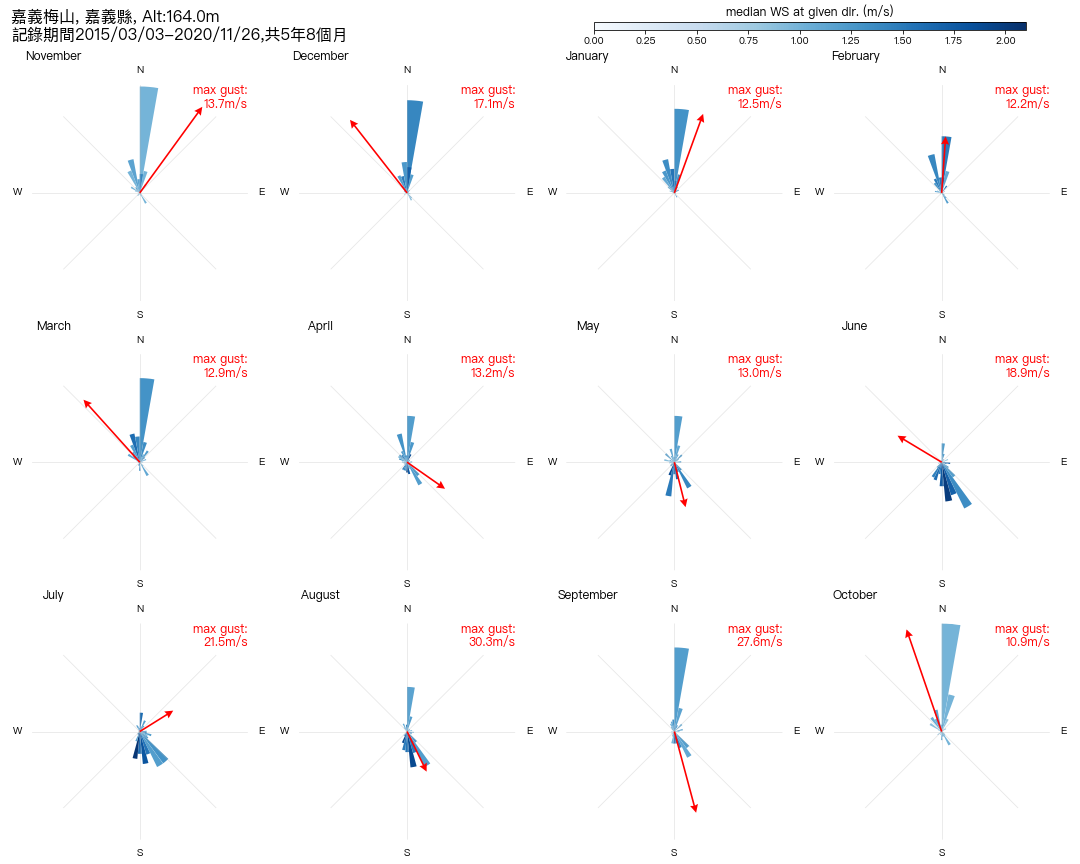 嘉義梅山, 嘉義縣, Alt:164.0m
記錄期間2015/03/03–2020/11/26,共5年8個月
median WS at given dir. (m/s)
0.00 0.25 0.50 0.75 1.00 1.25 1.50 1.75 2.00
November
N
max gust:
13.7m/s
W
E
S
December
N
max gust:
17.1m/s
W
E
S
January
N
max gust:
12.5m/s
W
E
S
February
N
max gust:
12.2m/s
W
E
S
March
N
max gust:
12.9m/s
W
E
S
April
N
max gust:
13.2m/s
W
E
S
May
N
max gust:
13.0m/s
W
E
S
June
N
max gust:
18.9m/s
W
E
S
July
N
max gust:
21.5m/s
W
E
S
August
N
max gust:
30.3m/s
W
E
S
September
N
max gust:
27.6m/s
W
E
S
October
N
max gust:
10.9m/s
W
E
S